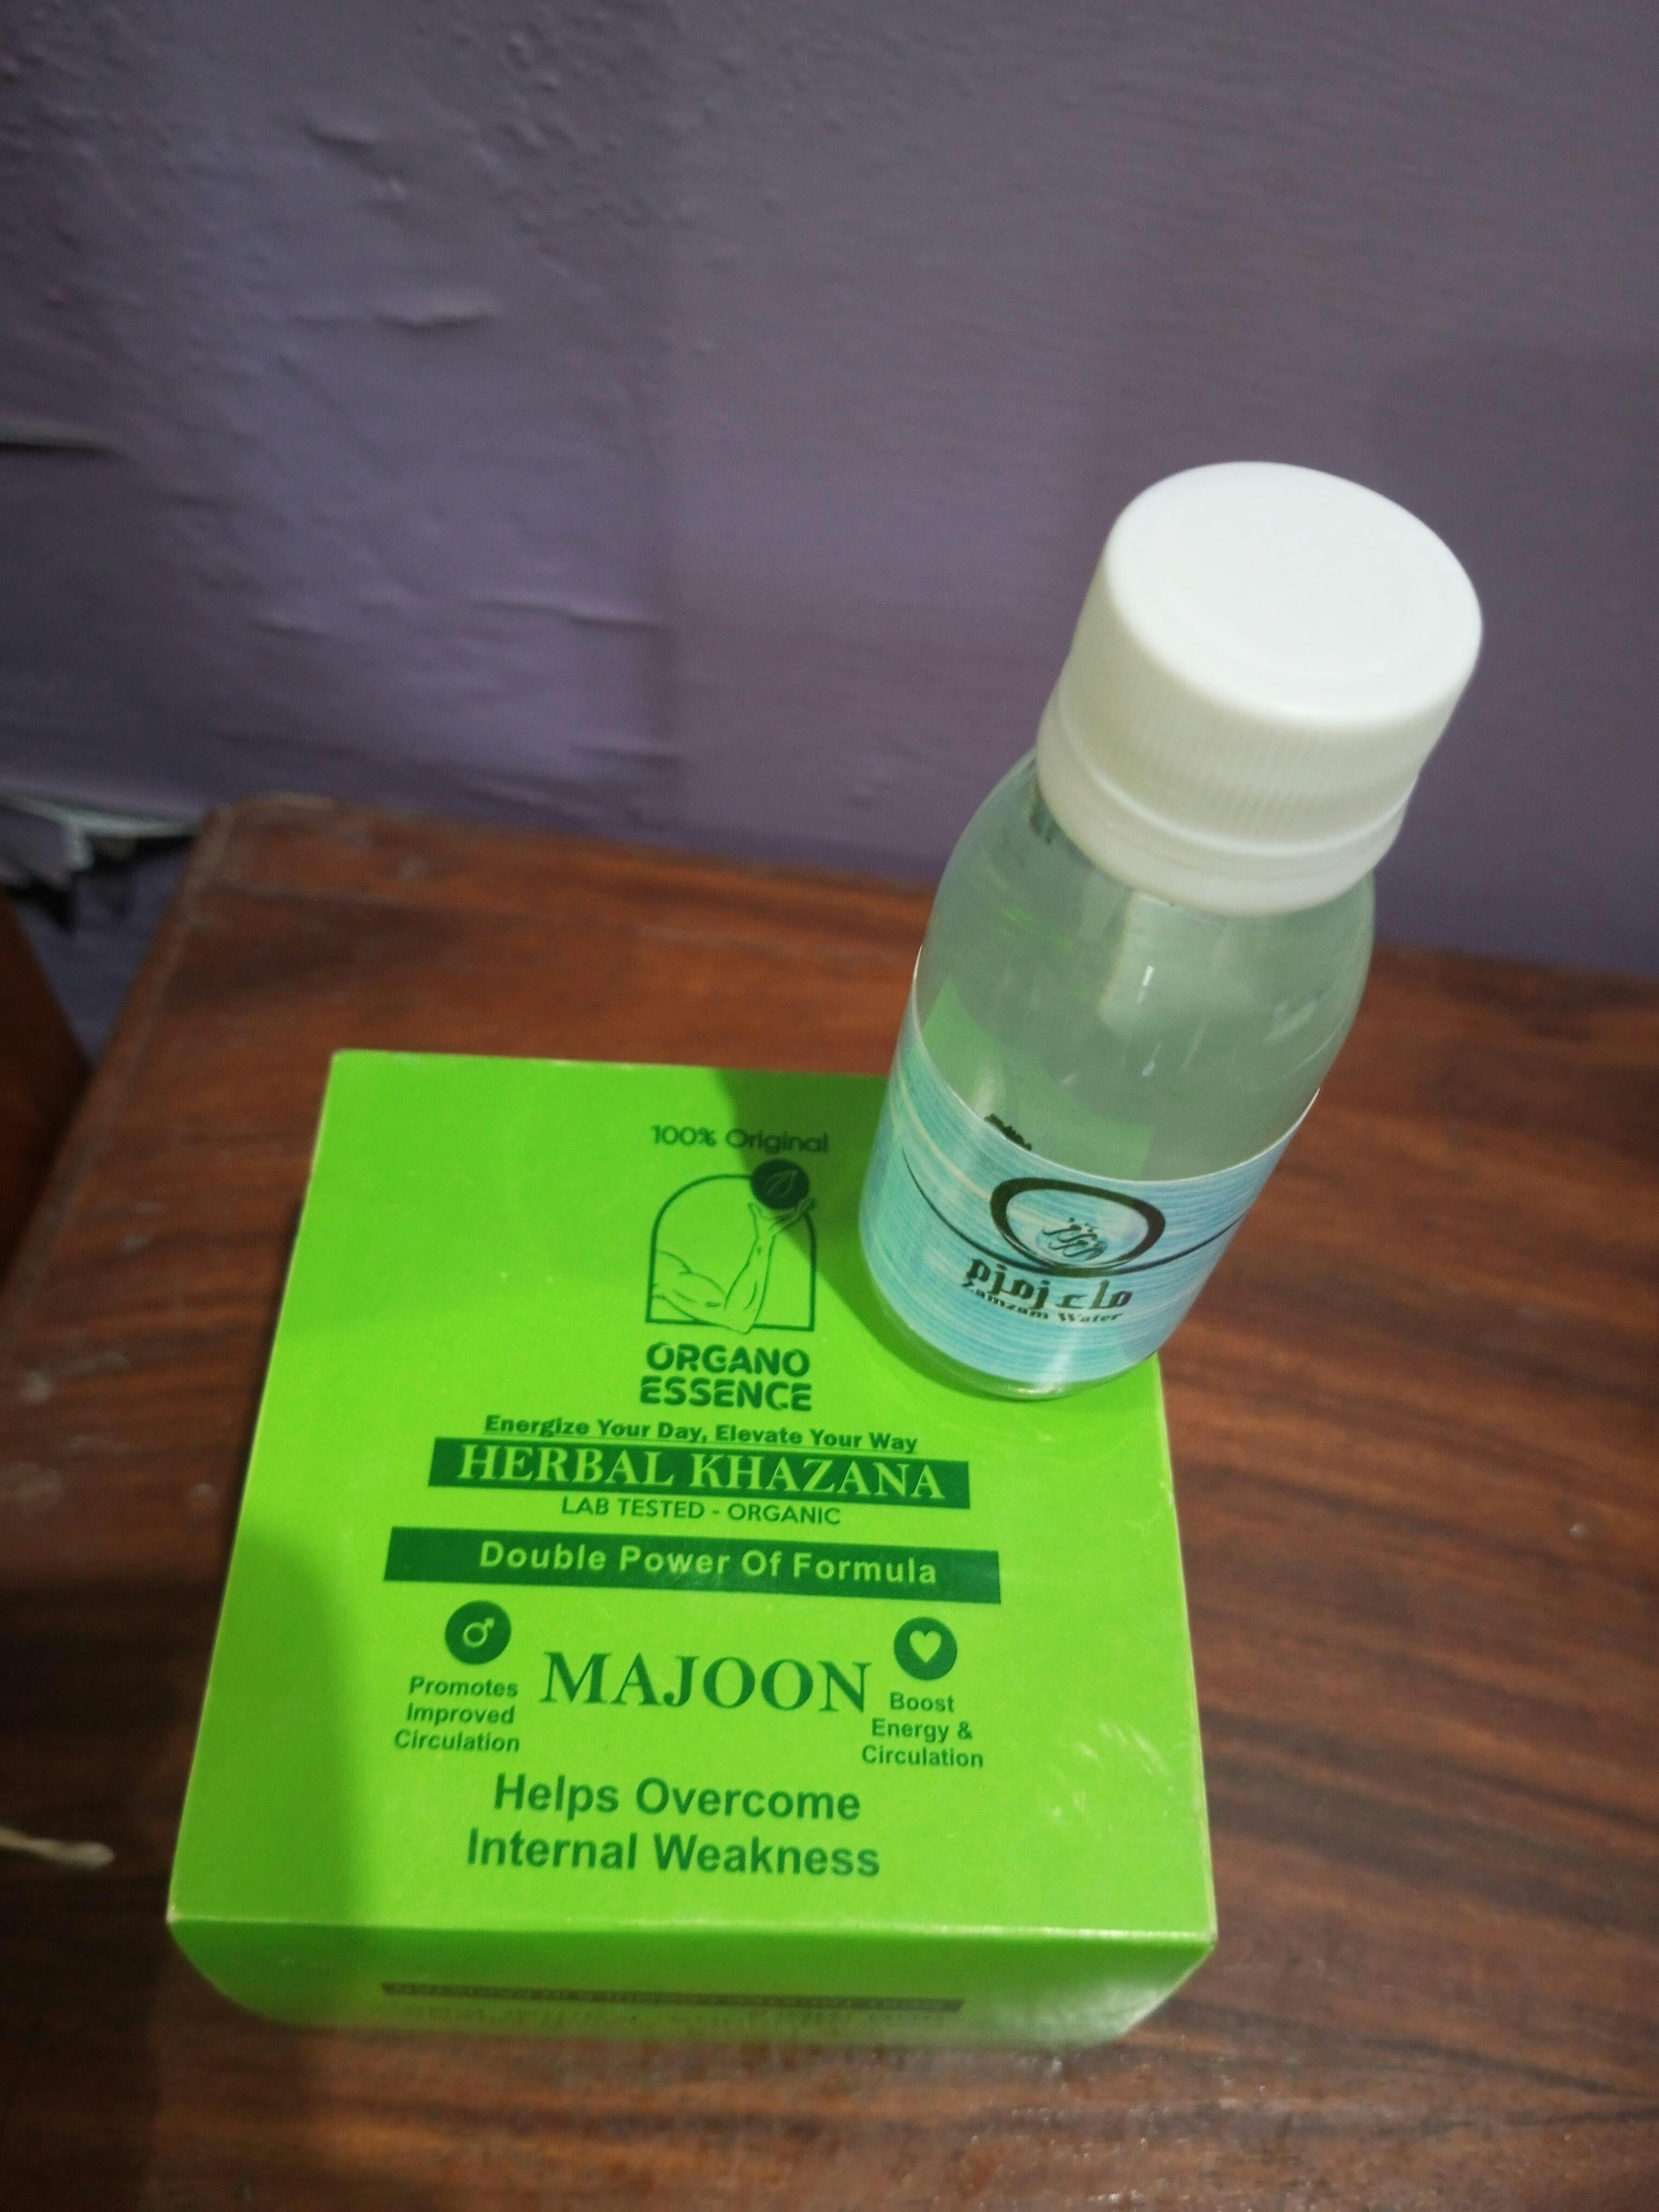 100% Original
ORGANO
ESSENCE
Energize Your Day, Elevate Your Way
HERBAL KHAZANA
LAB TESTED - ORGANIC
Double Power Of Formula
Promotes
Improved
Circulation
MAJOON
Boost
Energy &
Circulation
Helps Overcome
Internal Weakness
زمزم
ماء زمزم
Zamzam Water